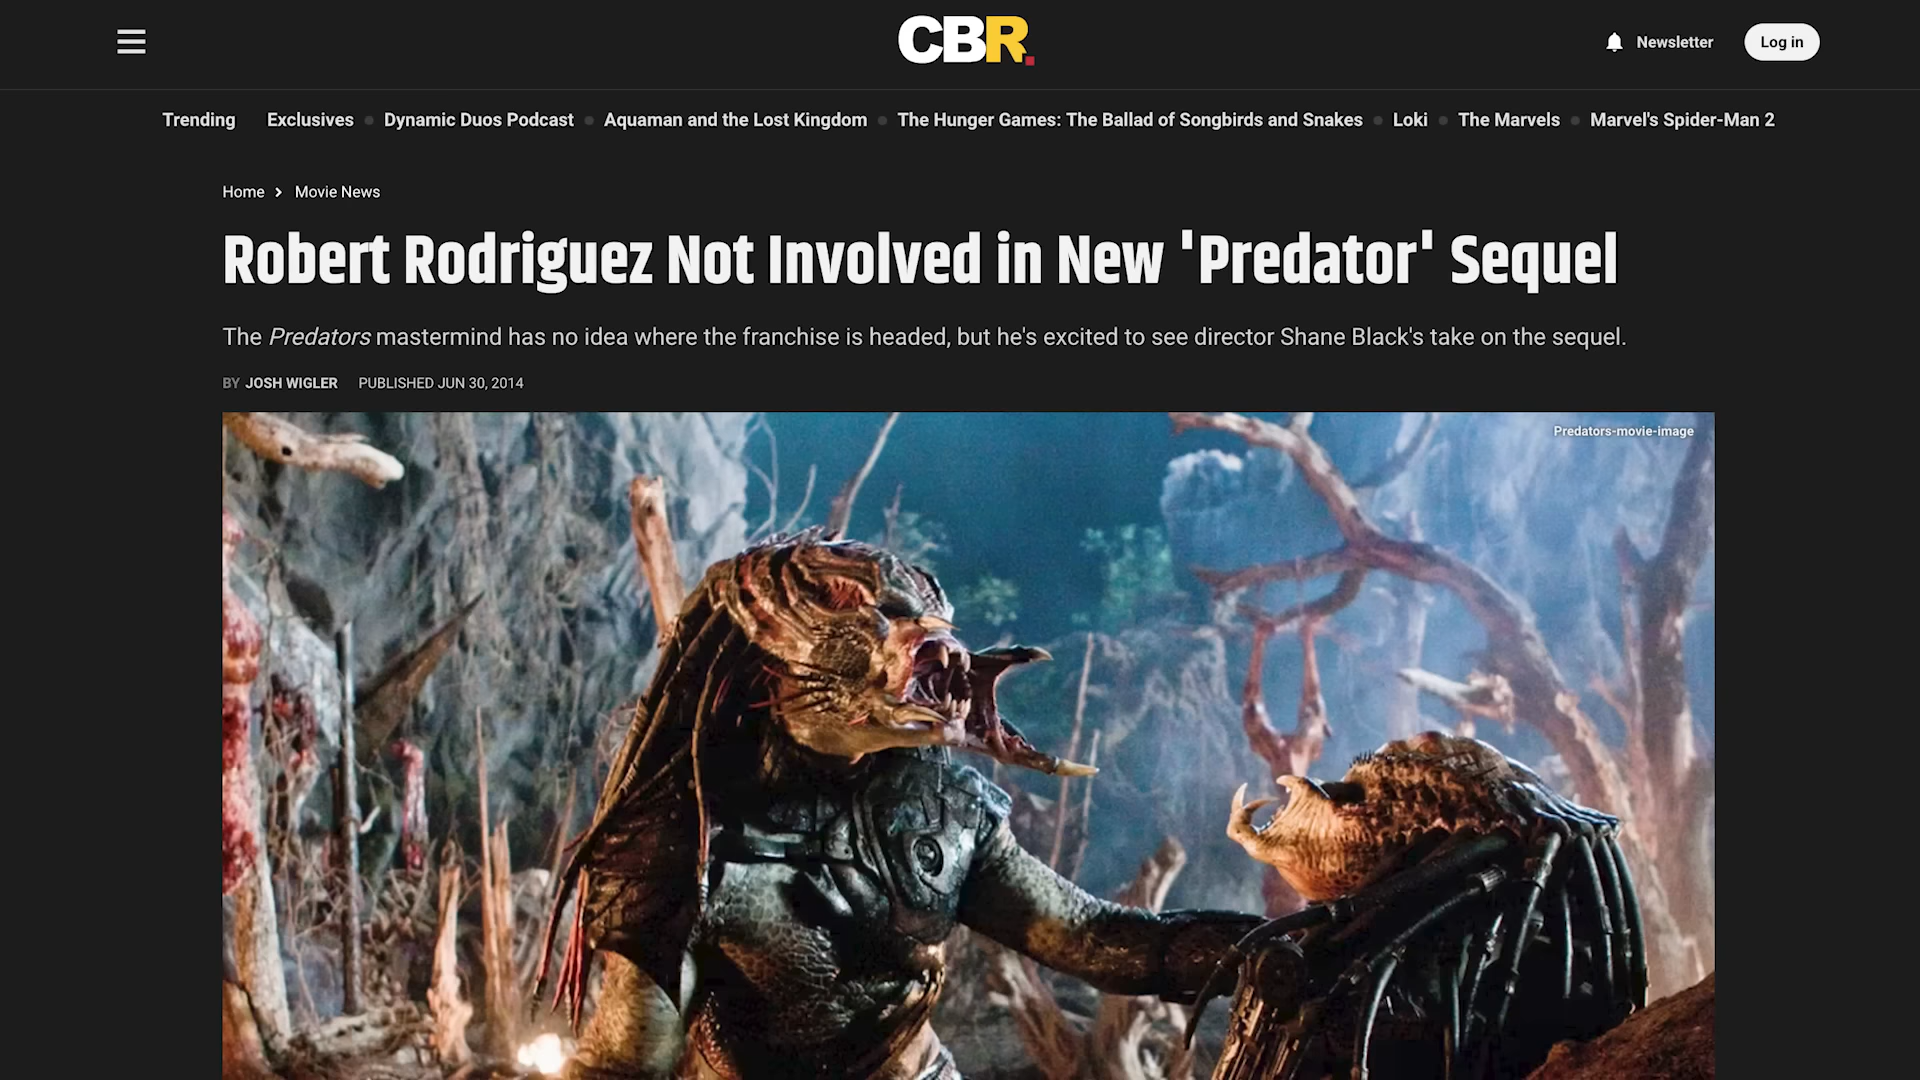 CBR.
Newsletter
Log in
Trending
Exclusives
Dynamic Duos Podcast
Aquaman and the Lost Kingdom
The Hunger Games: The Ballad of Songbirds and Snakes
Loki
The Marvels
Marvel's Spider-Man 2
Home
Movie News
Robert Rodriguez Not Involved in New 'Predator' Sequel
The Predators mastermind has no idea where the franchise is headed, but he's excited to see director Shane Black's take on the sequel.
BY JOSH WIGLER PUBLISHED JUN 30, 2014
Predators-movie-image